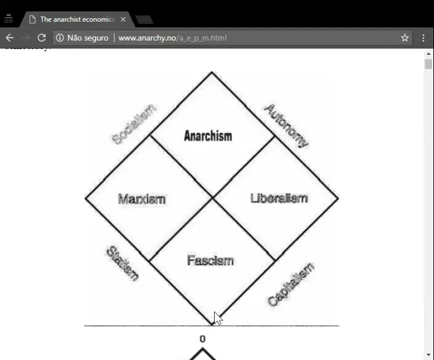 The anarchist economic
Não seguro
www.anarchy.no/a_e_p_m.html
Socialism
Autonomy
Anarchism
Marxism
Liberalism
Statism
Fascism
Capitalism
0